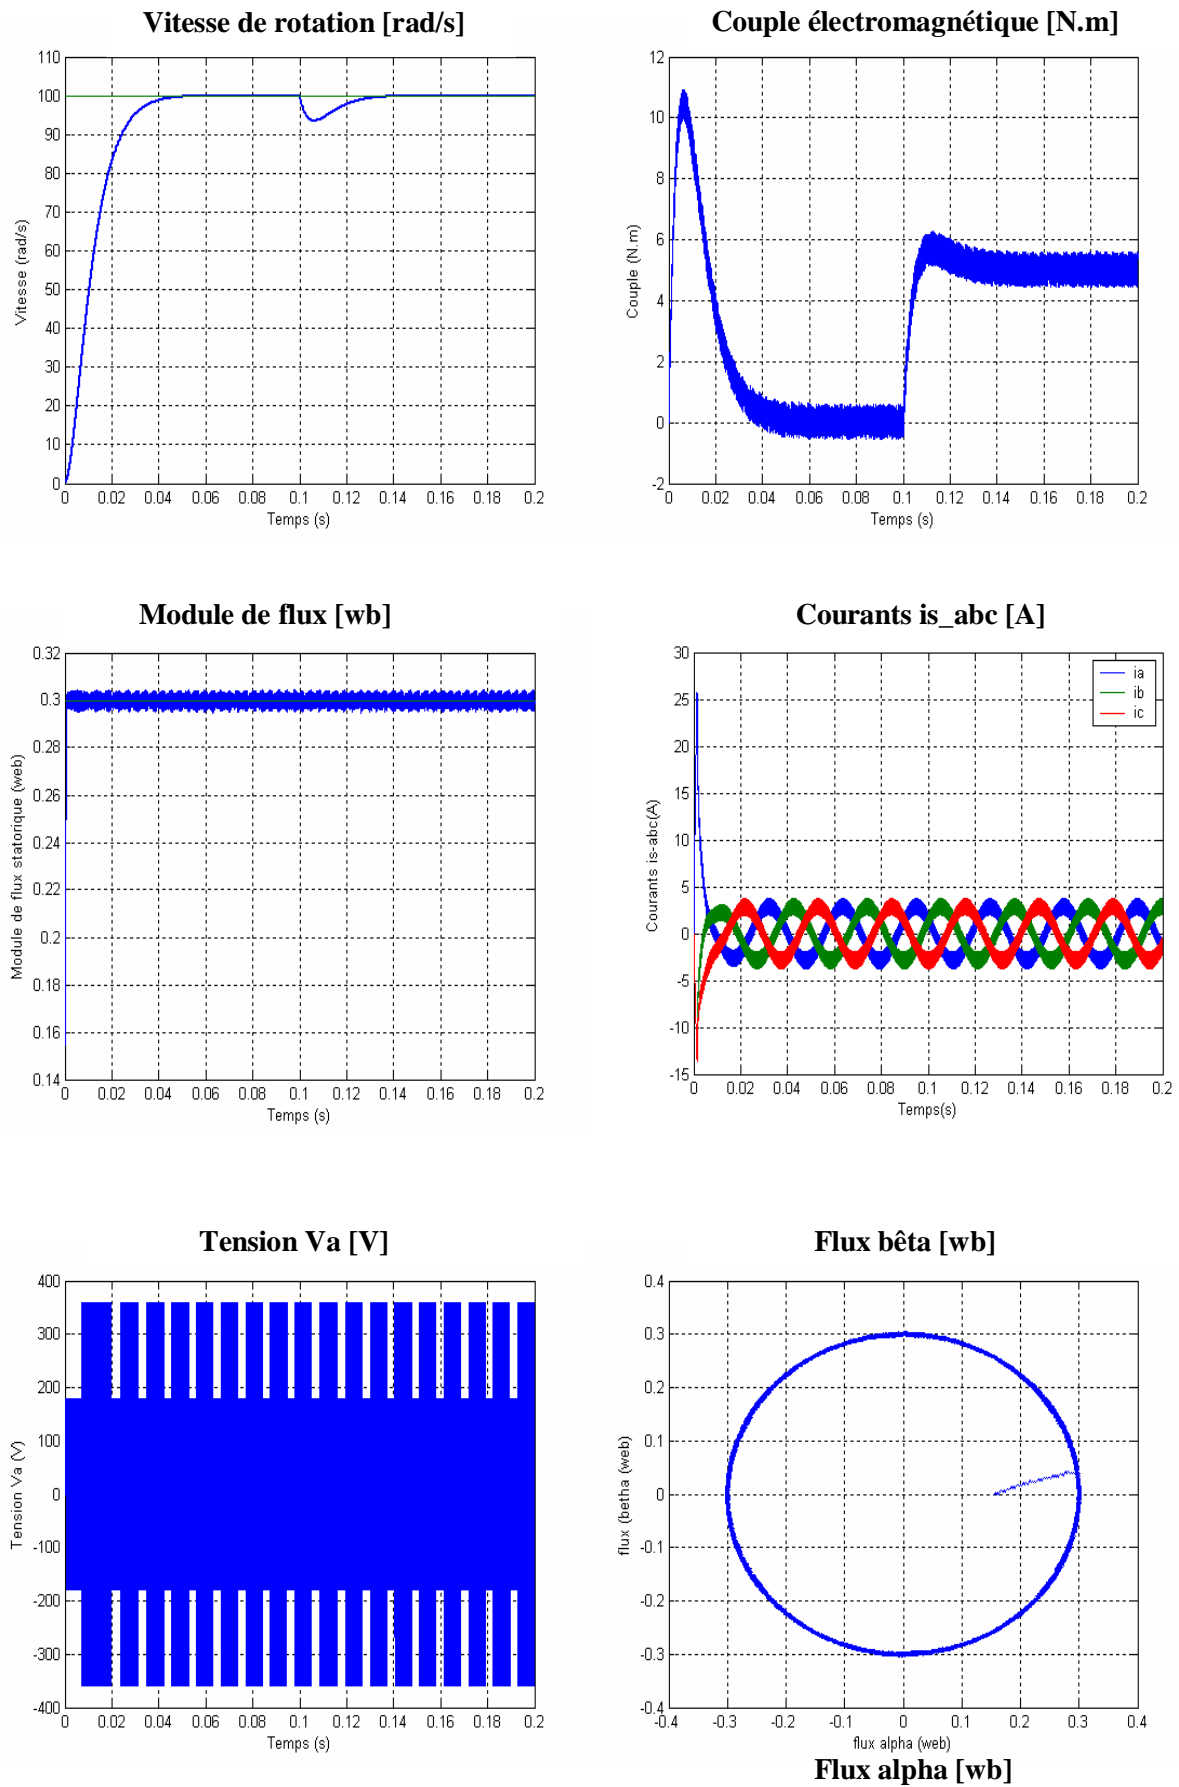 Vitesse de rotation [rad/s]
Couple électromagnétique [N.m]
110
100
90
80
70
60
50
40
30
20
10
0
Vitesse (rad/s)
0 0.02 0.04 0.06 0.08 0.1 0.12 0.14 0.16 0.18 0.2
Temps (s)
12
10
8
6
4
2
0
-2
Couple (N.m)
0 0.02 0.04 0.06 0.08 0.1 0.12 0.14 0.16 0.18 0.2
Temps (s)
Module de flux [wb]
Courants is_abc [A]
0.32
0.3
0.28
0.26
0.24
0.22
0.2
0.18
0.16
0.14
Module de flux statorique (web)
0 0.02 0.04 0.06 0.08 0.1 0.12 0.14 0.16 0.18 0.2
Temps (s)
30
25
20
15
10
5
0
-5
-10
-15
Courants is-abc(A)
ia
ib
ic
0 0.02 0.04 0.06 0.08 0.1 0.12 0.14 0.16 0.18 0.2
Temps(s)
Tension Va [V]
Flux bêta [wb]
400
300
200
100
0
-100
-200
-300
-400
Tension Va (V)
0 0.02 0.04 0.06 0.08 0.1 0.12 0.14 0.16 0.18 0.2
Temps (s)
0.4
0.3
0.2
0.1
0
-0.1
-0.2
-0.3
-0.4
flux (betha (web)
-0.4 -0.3 -0.2 -0.1 0 0.1 0.2 0.3 0.4
flux alpha (web)
Flux alpha [wb]